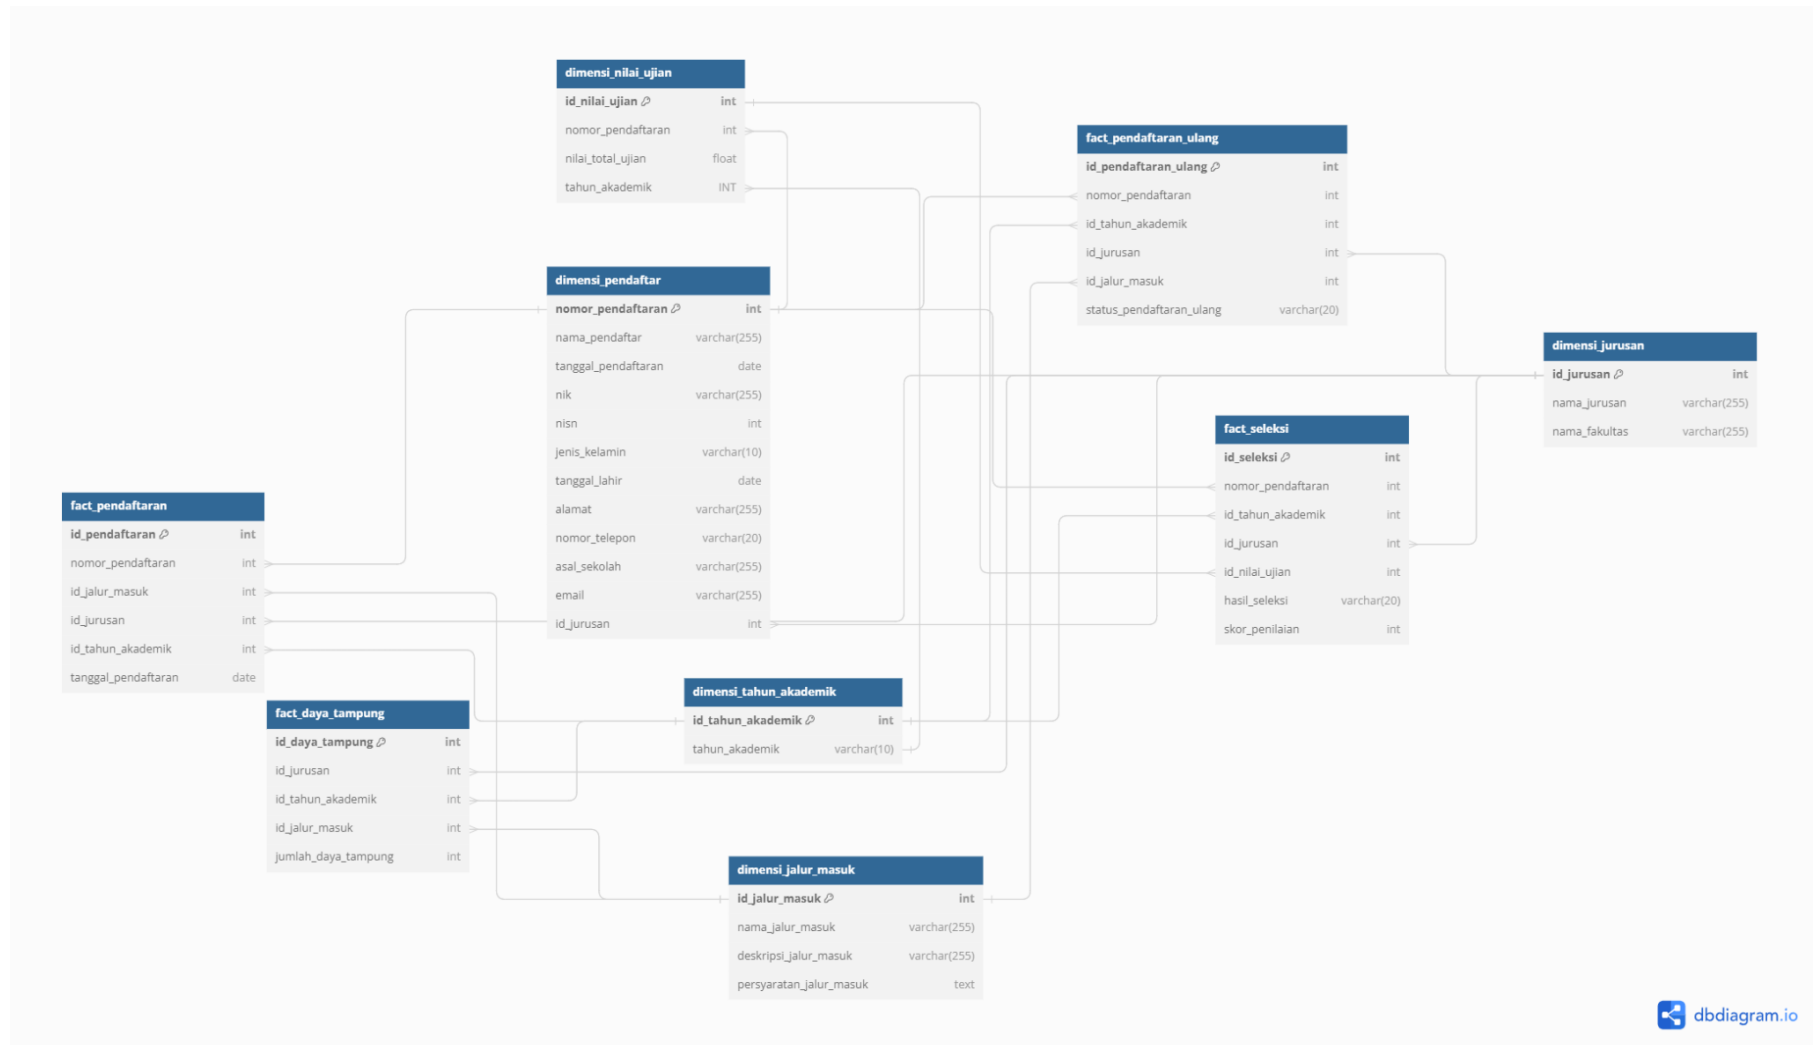 dimensi_nilai_ujian
id_nilai_ujian int
nomor_pendaftaran int
nilai_total_ujian float
tahun_akademik INT
fact_pendaftaran_ulang
id_pendaftaran_ulang int
nomor_pendaftaran int
id_tahun_akademik int
id_jurusan int
id_jalur_masuk int
status_pendaftaran_ulang varchar(20)
dimensi_pendaftar
nomor_pendaftaran int
nama_pendaftar varchar(255)
tanggal_pendaftaran date
nik varchar(255)
nisn int
jenis_kelamin varchar(10)
tanggal_lahir date
alamat varchar(255)
nomor_telepon varchar(20)
asal_sekolah varchar(255)
email varchar(255)
id_jurusan int
dimensi_jurusan
id_jurusan int
nama_jurusan varchar(255)
nama_fakultas varchar(255)
fact_seleksi
id_seleksi int
nomor_pendaftaran int
id_tahun_akademik int
id_jurusan int
id_nilai_ujian int
hasil_seleksi varchar(20)
skor_penilaian int
fact_pendaftaran
id_pendaftaran int
nomor_pendaftaran int
id_jalur_masuk int
id_jurusan int
id_tahun_akademik int
tanggal_pendaftaran date
dimensi_tahun_akademik
id_tahun_akademik int
tahun_akademik varchar(10)
fact_daya_tampung
id_daya_tampung int
id_jurusan int
id_tahun_akademik int
id_jalur_masuk int
jumlah_daya_tampung int
dimensi_jalur_masuk
id_jalur_masuk int
nama_jalur_masuk varchar(255)
deskripsi_jalur_masuk varchar(255)
persyaratan_jalur_masuk text
dbdiagram.io